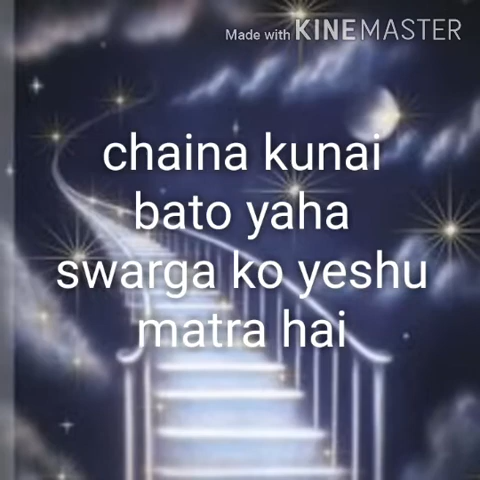 Made with KINEMASTER
chaina kunai
bato yaha
swarga ko yeshu
matra hai